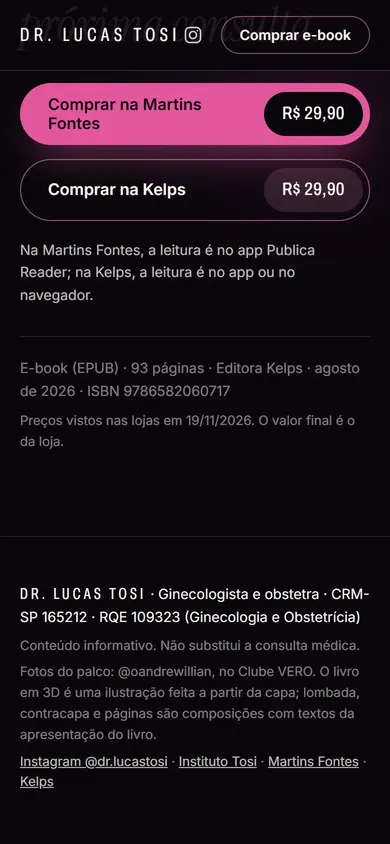 próxima consulta
DR. LUCAS TOSI
Comprar e-book
Comprar na Martins
Fontes
R$ 29,90
Comprar na Kelps
R$ 29,90
Na Martins Fontes, a leitura é no app Publica
Reader; na Kelps, a leitura é no app ou no
navegador.
E-book (EPUB) · 93 páginas · Editora Kelps · agosto
de 2026 · ISBN 9786582060717
Preços vistos nas lojas em 19/11/2026. O valor final é o
da loja.
DR. LUCAS TOSI · Ginecologista e obstetra · CRM-
SP 165212 · RQE 109323 (Ginecologia e Obstetrícia)
Conteúdo informativo. Não substitui a consulta médica.
Fotos do palco: @oandrewillian, no Clube VERO. O livro
em 3D é uma ilustração feita a partir da capa; lombada,
contracapa e páginas são composições com textos da
apresentação do livro.
Instagram @dr.lucastosi · Instituto Tosi · Martins Fontes ·
Kelps